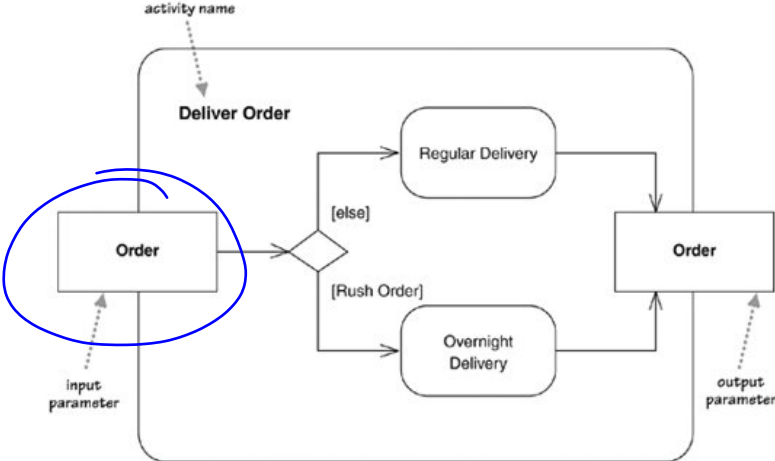 activity name
Deliver Order
Regular Delivery
[else]
Order
Order
[Rush Order]
Overnight
Delivery
input
parameter
output
parameter